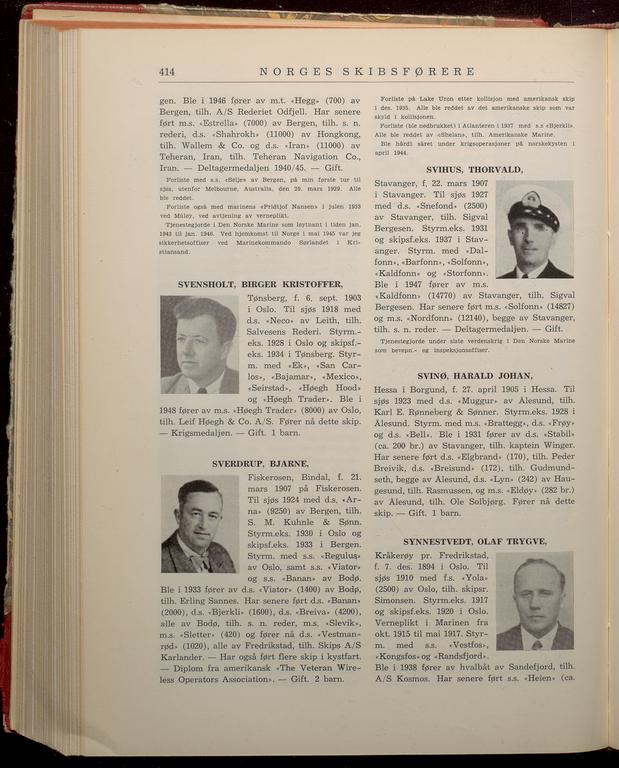 414
NORGES SKIBSFØRERE
gen. Ble i 1946 fører av m.t. «Hegg» (700) av
Bergen, tilh. A/S Rederiet Odfjell. Har senere
ført m.s. «Estrella» (7000) av Bergen, tilh. s. n.
rederi, d.s. «Shahrokh» (11000) av Hongkong,
tilh. Wallem & Co. og d.s. «Iran» (11000) av
Teheran, Iran, tilh. Teheran Navigation Co.,
Iran. — Deltagermedaljen 1940/45. — Gift.
Forliste med s.s. «Selje» av Bergen, på min første tur til
sjøs, utenfor Melbourne, Australia, den 29. mars 1929. Alle
ble reddet.
Forliste også med marinens «Fridtjof Nansen» i julen 1933
ved Måløy, ved avtjening av verneplikt.
Tjenestegjorde i Den Norske Marine som løytnant i tiden jan.
1943 til jan. 1946. Ved hjemkomst til Norge i mai 1945 var jeg
sikkerhetsoffiser ved Marinekommando Sørlandet i Kri-
stiansand.
SVENSHOLT, BIRGER KRISTOFFER,
Tønsberg, f. 6. sept. 1903
i Oslo. Til sjøs 1918 med
d.s. «Neco» av Leith, tilh.
Salvesens Rederi. Styrm.-
eks. 1928 i Oslo og skipsf.-
eks. 1934 i Tønsberg. Styr-
m. med «Ek», «San Car-
los», «Bajamar», «Mexico»,
«Seirstad», «Høegh Hood»
og «Høegh Trader». Ble i
1948 fører av m.s. «Høegh Trader» (8000) av Oslo,
tilh. Leif Høegh & Co. A/S. Fører nå dette skip.
— Krigsmedaljen. — Gift. 1 barn.
SVERDRUP, BJARNE,
Fiskerosen, Bindal, f. 21.
mars 1907 på Fiskerosen.
Til sjøs 1924 med d.s. «Ar-
na» (9250) av Bergen, tilh.
S. M. Kuhnle & Sønn.
Styrm.eks. 1930 i Oslo og
skipsf.eks. 1933 i Bergen.
Styrm. med s.s. «Regulus»
av Oslo, samt s.s. «Viator»
og s.s. «Banan» av Bodø.
Ble i 1933 fører av d.s. «Viator» (1400) av Bodø,
tilh. Erling Sannes. Har senere ført d.s. «Banan»
(2000), d.s. «Bjerkli» (1600), d.s. «Breiva» (4200),
alle av Bodø, tilh. s. n. reder, m.s. «Slevik»,
m.s. «Sletter» (420) og fører nå d.s. «Vestman-
rød» (1020), alle av Fredrikstad, tilh. Skips A/S
Karlander. — Har også ført flere skip i kystfart.
— Diplom fra amerikansk «The Veteran Wire-
less Operators Association». — Gift. 2 barn.
Forliste på Lake Uron etter kollisjon med amerikansk skip
i des. 1935. Alle ble reddet av det amerikanske skip som var
skyld i kollisjonen.
Forliste (ble nedbrukket) i Atlanteren i 1937 med s.s «Bjerkli».
Alle ble reddet av «Shelan», tilh. Amerikanske Marine.
Ble hårdt såret under krigsoperasjoner på norskekysten i
april 1944.
SVIHUS, THORVALD,
Stavanger, f. 22. mars 1907
i Stavanger. Til sjøs 1927
med d.s. «Snefond» (2500)
av Stavanger, tilh. Sigval
Bergesen. Styrm.eks. 1931
og skipsf.eks. 1937 i Stav-
anger. Styrm. med «Dal-
fonn», «Barfonn», «Solfonn»,
«Kaldfonn» og «Storfonn».
Ble i 1947 fører av m.s.
«Kaldfonn» (14770) av Stavanger, tilh. Sigval
Bergesen. Har senere ført m.s. «Solfonn» (14827)
og m.s. «Nordfonn» (12140), begge av Stavanger,
tilh. s. n. reder. — Deltagermedaljen. — Gift.
Tjenestegjorde under siste verdenskrig i Den Norske Marine
som bevepn.- og inspeksjonsoffiser.
SVINØ, HARALD JOHAN,
Hessa i Borgund, f. 27. april 1905 i Hessa. Til
sjøs 1923 med d.s. «Muggur» av Ålesund, tilh.
Karl E. Rønneberg & Sønner. Styrm.eks. 1928 i
Ålesund. Styrm. med m.s. «Brattegg», d.s. «Frøy»
og d.s. «Bell». Ble i 1931 fører av d.s. «Stabil»
(ca. 200 br.) av Stavanger, tilh. kaptein Winger.
Har senere ført d.s. «Elgbrand» (170), tilh. Peder
Breivik, d.s. «Breisund» (172), tilh. Gudmund-
seth, begge av Ålesund, d.s. «Lyn» (242) av Hau-
gesund, tilh. Rasmussen, og m.s. «Eldøy» (282 br.)
av Ålesund, tilh. Ole Solbjørg. Fører nå dette
skip. — Gift. 1 barn.
SYNNESTVEDT, OLAF TRYGVE,
Kråkerøy pr. Fredrikstad,
f. 7. des. 1894 i Oslo. Til
sjøs 1910 med f.s. «Yola»
(2500) av Oslo, tilh. skipsr.
Simonsen. Styrm.eks. 1917
og skipsf.eks. 1920 i Oslo.
Verneplikt i Marinen fra
okt. 1915 til mai 1917. Styr-
m. med s.s. «Vestfos»,
«Kongsfos» og «Randsfjord».
Ble i 1938 fører av hvalbåt av Sandefjord, tilh.
A/S Kosmos. Har senere ført s.s. «Heien» (ca.